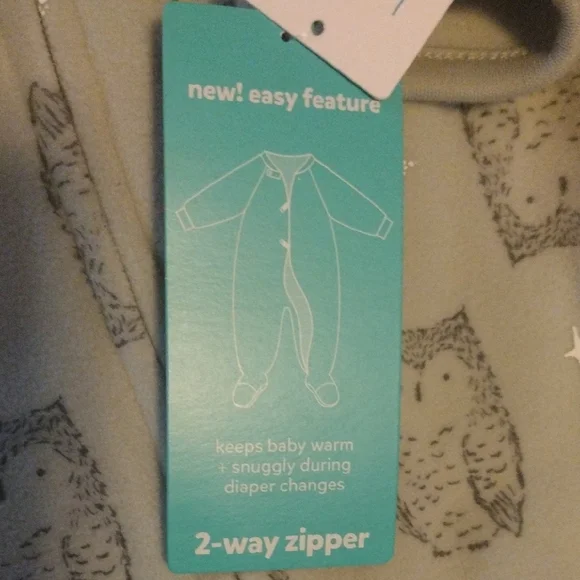 new! easy feature
keeps baby warm
+ snuggly during
diaper changes
2-way zipper